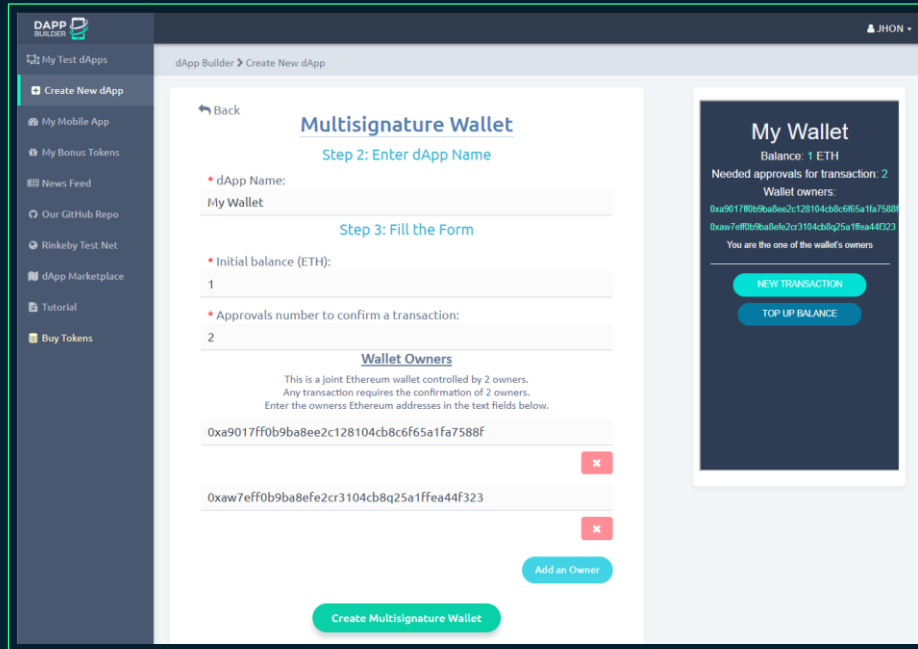 DAPP
BUILDER
JHON
My Test dApps
Create New dApp
My Mobile App
My Bonus Tokens
News Feed
Our GitHub Repo
Rinkeby Test Net
dApp Marketplace
Tutorial
Buy Tokens
dApp Builder > Create New dApp
Back
Multisignature Wallet
Step 2: Enter dApp Name
* dApp Name:
My Wallet
Step 3: Fill the Form
* Initial balance (ETH):
1
* Approvals number to confirm a transaction:
2
Wallet Owners
This is a joint Ethereum wallet controlled by 2 owners.
Any transaction requires the confirmation of 2 owners.
Enter the ownerss Ethereum addresses in the text fields below.
0xa9017ff0b9ba8ee2c128104cb8c6f65a1fa7588f
0xaw7eff0b9ba8efe2cr3104cb8q25a1ffea44f323
Add an Owner
Create Multisignature Wallet
My Wallet
Balance: 1 ETH
Needed approvals for transaction: 2
Wallet owners:
0xa9017ff0b9ba8ee2c128104cb8c6f65a1fa7588f
0xaw7eff0b9ba8efe2cr3104cb8q25a1ffea44f323
You are the one of the wallet's owners
NEW TRANSACTION
TOP UP BALANCE